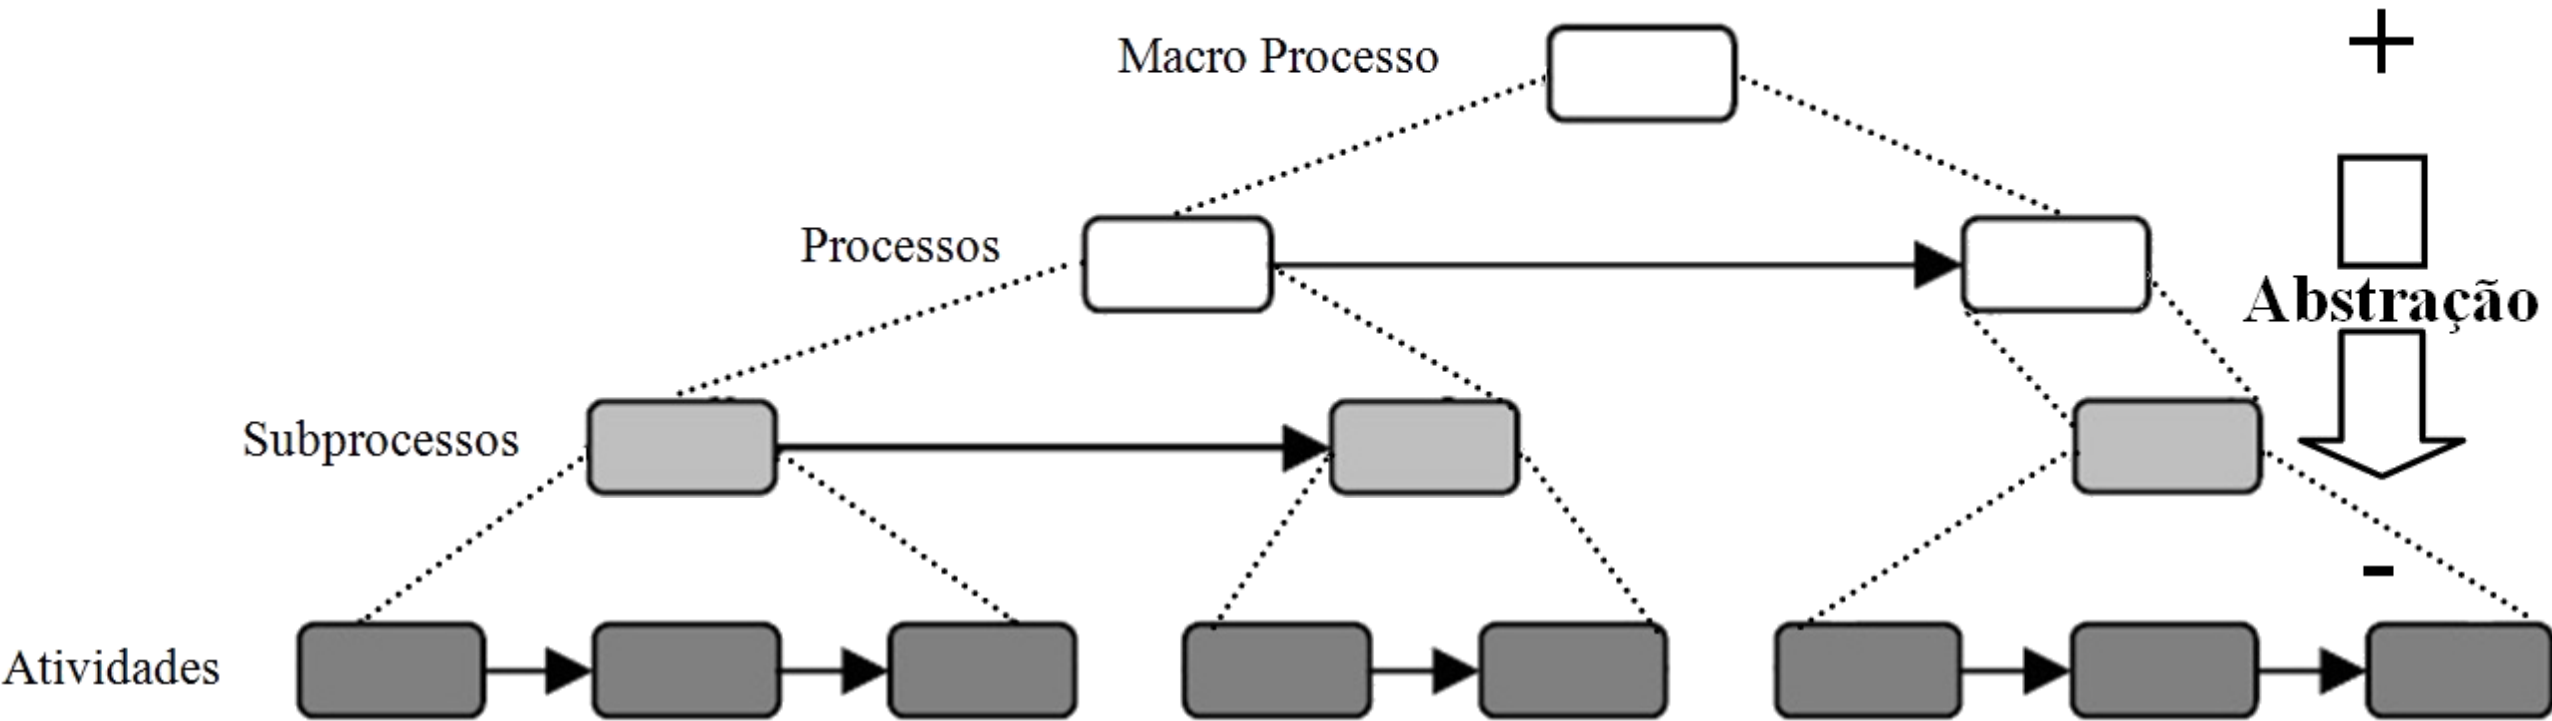 Macro Processo
+
Processos
Abstração
Subprocessos
-
Atividades